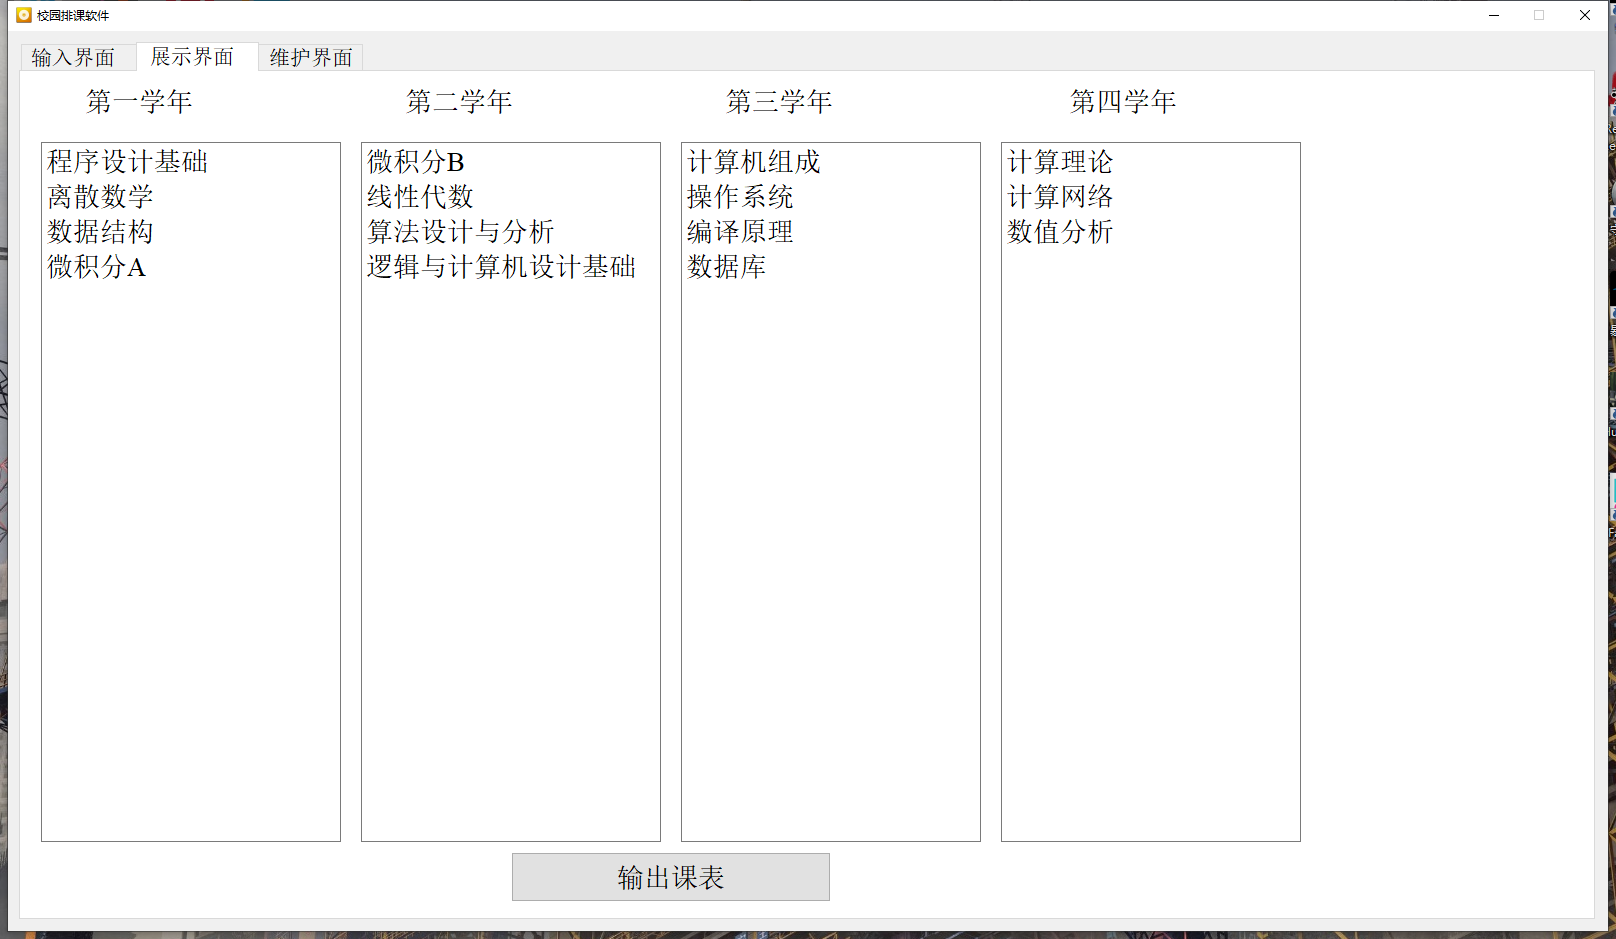 校园排课软件
输入界面
展示界面
维护界面
第一学年
第二学年
第三学年
第四学年
程序设计基础
离散数学
数据结构
微积分A
微积分B
线性代数
算法设计与分析
逻辑与计算机设计基础
计算机组成
操作系统
编译原理
数据库
计算理论
计算网络
数值分析
输出课表